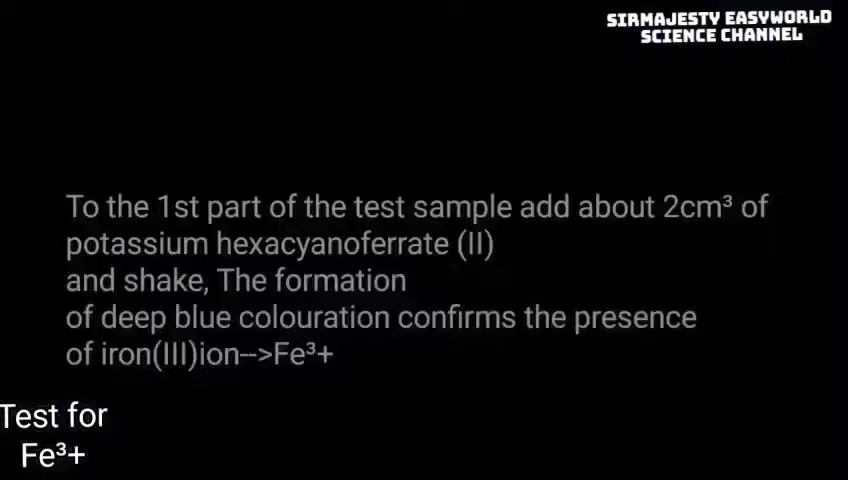 SIRMAJESTY EASYWORLD
SCIENCE CHANNEL
To the 1st part of the test sample add about 2cm³ of
potassium hexacyanoferrate (II)
and shake, The formation
of deep blue colouration confirms the presence
of iron(III)ion-->Fe³+
Test for
Fe³+